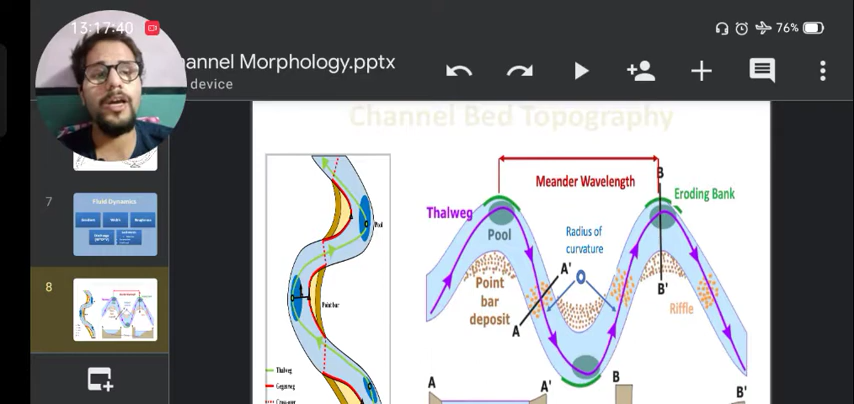 13:17:40
76%
hannel Morphology.pptx
device
7
Fluid Dynamics
8
Channel Bed Topography
Meander Wavelength
B
Eroding Bank
Thalweg
Pool
Radius of
curvature
A'
B'
Point
bar
deposit
A
Riffle
Pool
Point bar
Thalweg
A
A'
B
B'